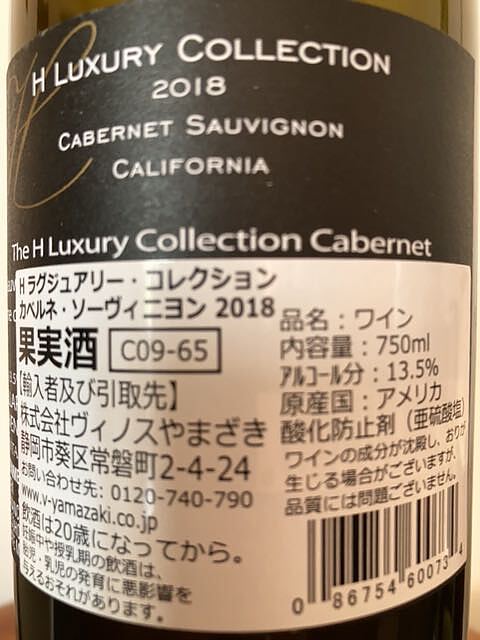 H LUXURY COLLECTION
2018
CABERNET SAUVIGNON
CALIFORNIA
The H Luxury Collection Cabernet
H ラグジュアリー・コレクション
カベルネ・ソーヴィニヨン 2018
果実酒 C09-65
【輸入者及び引取先】
株式会社ヴィノスやまざき
静岡市葵区常磐町2-4-24
お問い合わせ先：0120-740-790
www.v-yamazaki.co.jp
飲酒は20歳になってから。
妊娠中や授乳期の飲酒は、
胎児・乳児の発育に悪影響を
与えるおそれがあります。
品名：ワイン
内容量：750ml
ｱﾙｺｰﾙ分：13.5%
原産国：アメリカ
酸化防止剤（亜硫酸塩）
ワインの成分が沈殿し、おりが
生じる場合がございますが、
品質には問題ございません。
0 86754 60073 4